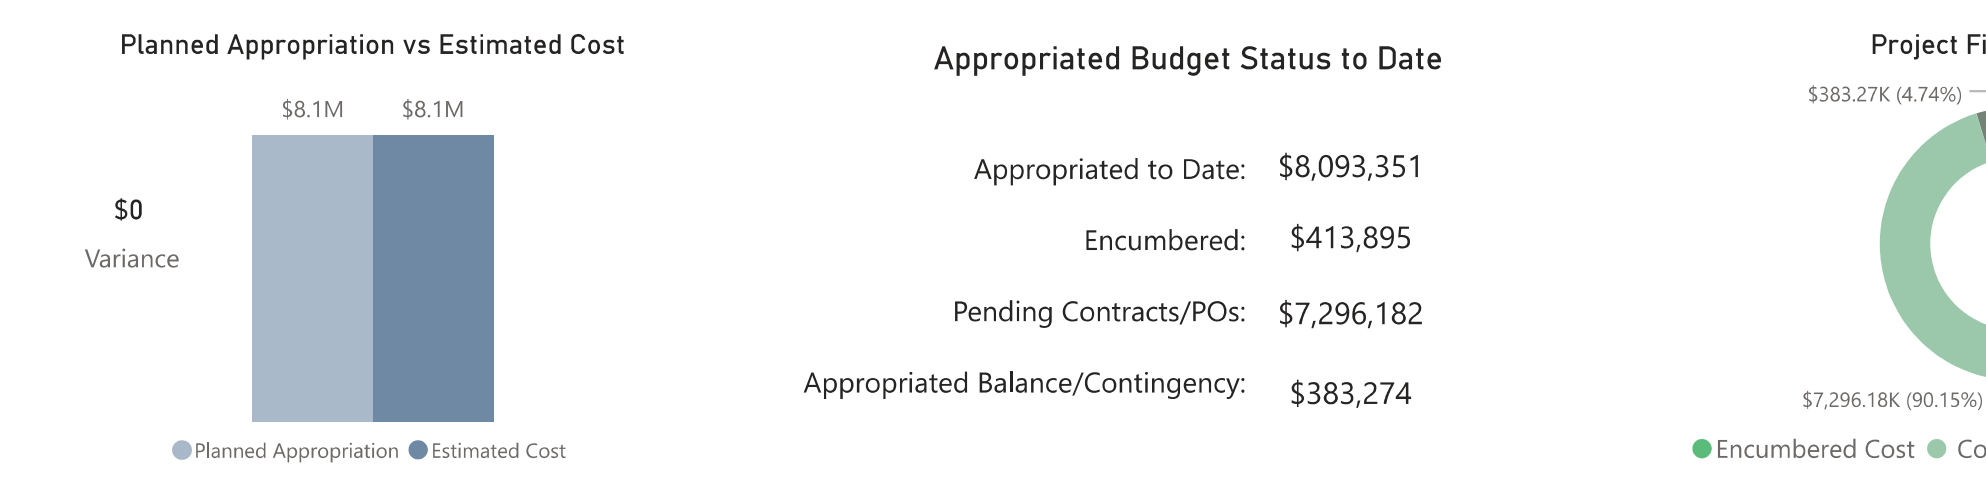 Planned Appropriation vs Estimated Cost
$8.1M $8.1M
$0
Variance
Planned Appropriation Estimated Cost
Appropriated Budget Status to Date
Appropriated to Date: $8,093,351
Encumbered: $413,895
Pending Contracts/POs: $7,296,182
Appropriated Balance/Contingency: $383,274
Project Fi
$383.27K (4.74%)
$7,296.18K (90.15%)
Encumbered Cost Co